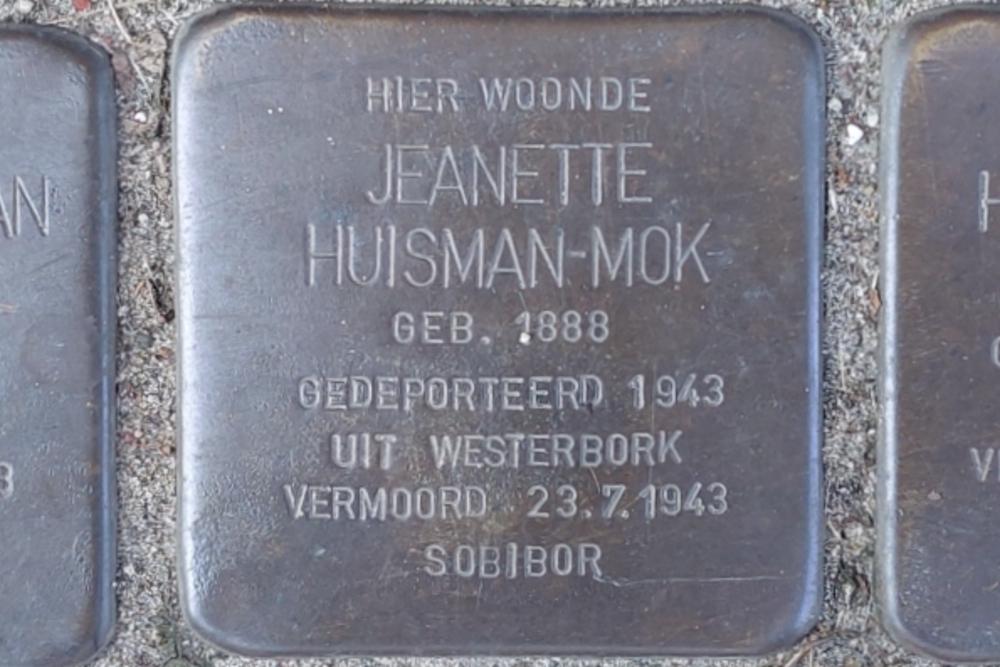 HIER WOONDE
JEANETTE
HUISMAN-MOK
GEB. 1888
GEDEPORTEERD 1943
UIT WESTERBORK
VERMOORD 23.7.1943
SOBIBOR